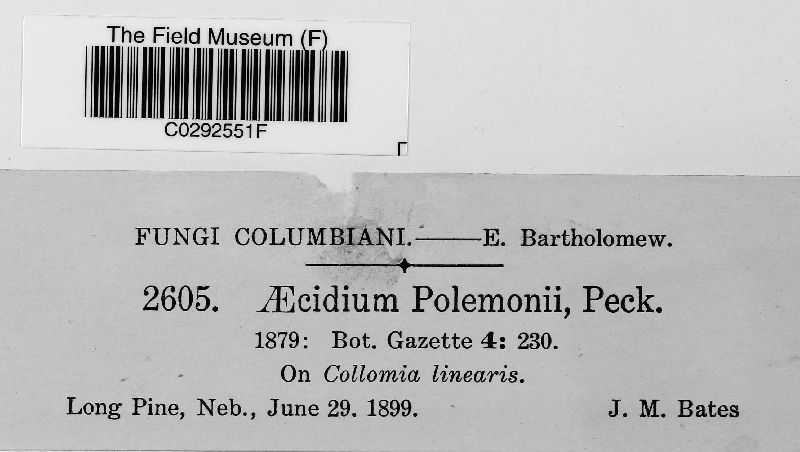 The Field Museum (F)
C0292551F
FUNGI COLUMBIANI.——E. Bartholomew.
2605. Æcidium Polemonii, Peck.
1879: Bot. Gazette 4: 230.
On Collomia linearis.
Long Pine, Neb., June 29. 1899. J. M. Bates